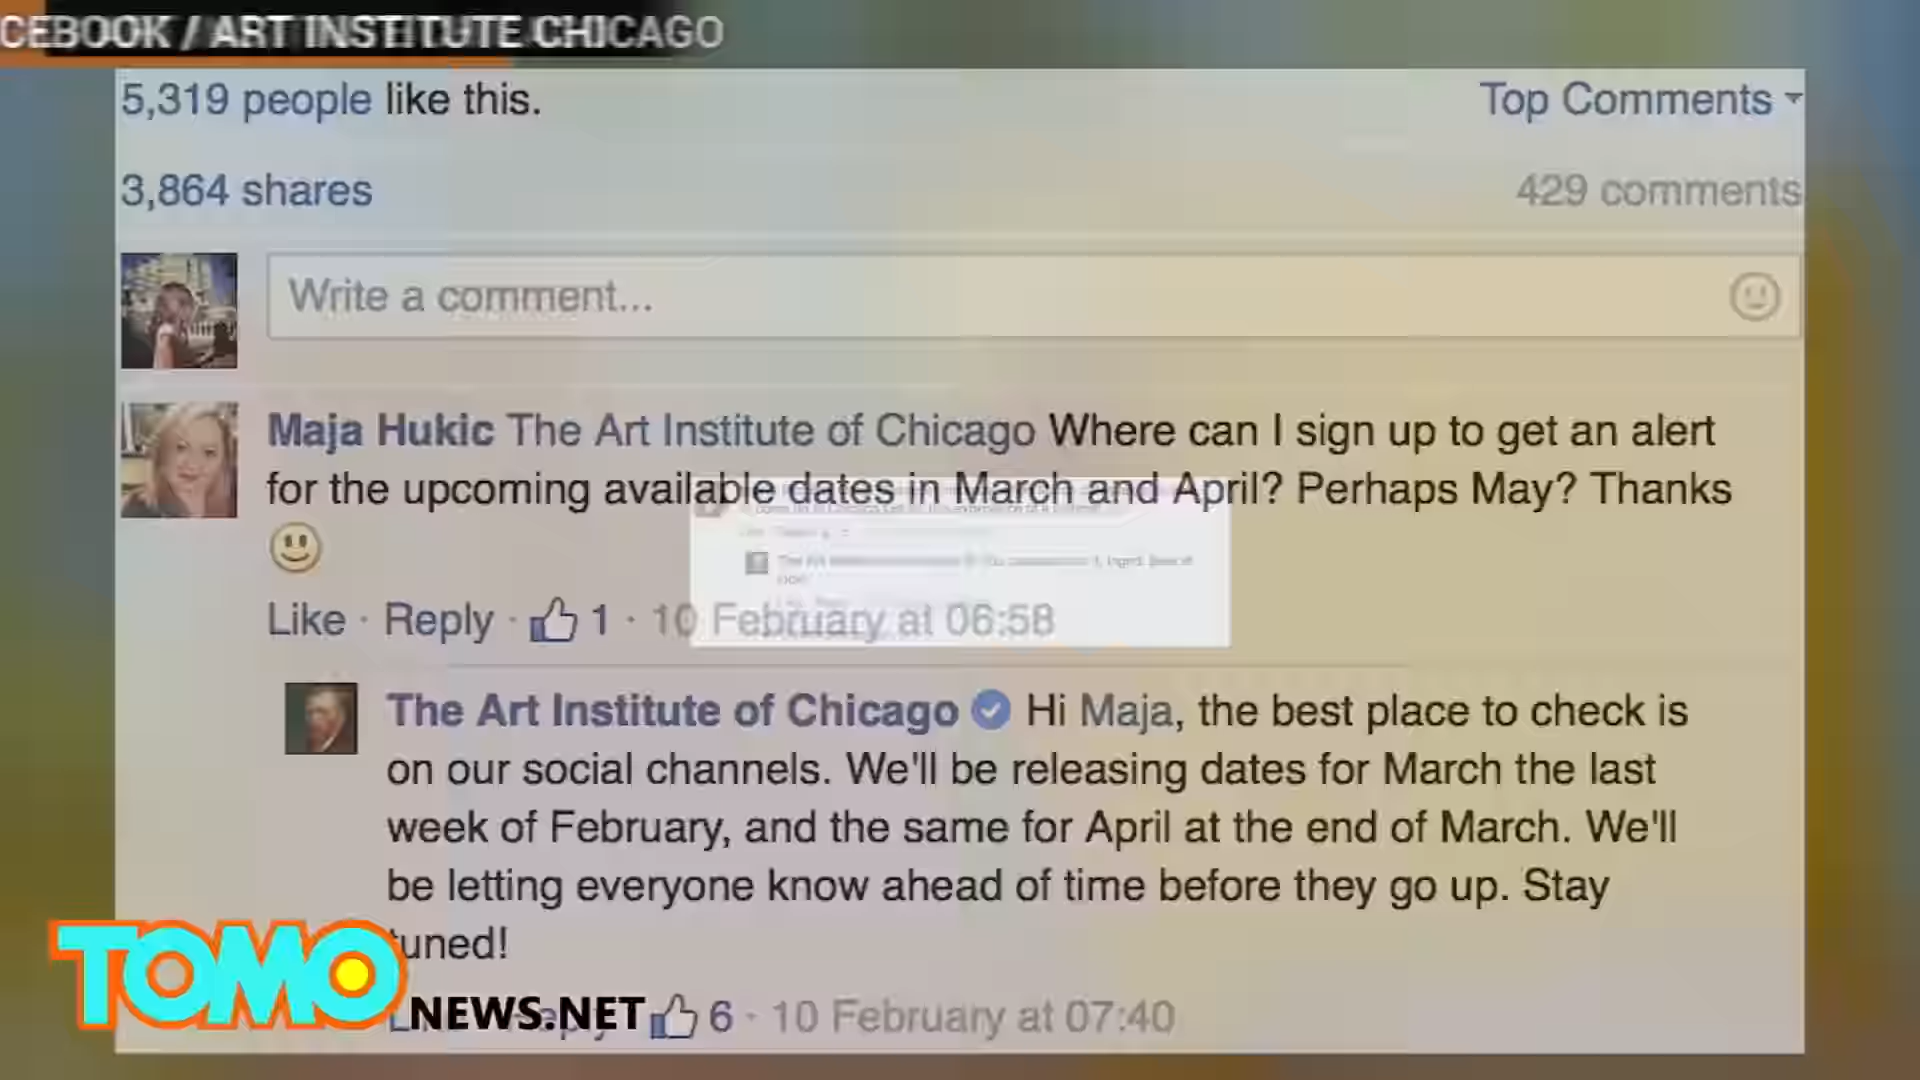 CEBOOK / ART INSTITUTE CHICAGO
5,319 people like this.
Top Comments
3,864 shares
429 comments
Write a comment...
Maja Hukic The Art Institute of Chicago Where can I sign up to get an alert
for the upcoming available dates in March and April? Perhaps May? Thanks
Like · Reply · 1 · 10 February at 06:58
The Art Institute of Chicago Hi Maja, the best place to check is
on our social channels. We'll be releasing dates for March the last
week of February, and the same for April at the end of March. We'll
be letting everyone know ahead of time before they go up. Stay
tuned!
6 · 10 February at 07:40
TOMO
NEWS.NET